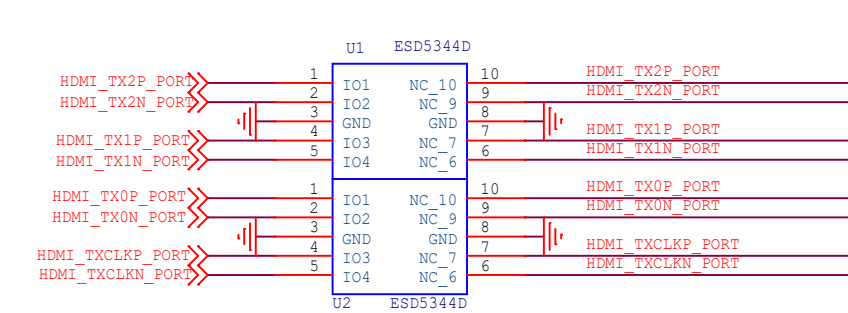 U1 ESD5344D
HDMI_TX2P_PORT 1 IO1 NC_10 10 HDMI_TX2P_PORT
HDMI_TX2N_PORT 2 IO2 NC_9 9 HDMI_TX2N_PORT
3 GND GND 8
HDMI_TX1P_PORT 4 IO3 NC_7 7 HDMI_TX1P_PORT
HDMI_TX1N_PORT 5 IO4 NC_6 6 HDMI_TX1N_PORT
HDMI_TX0P_PORT 1 IO1 NC_10 10 HDMI_TX0P_PORT
HDMI_TX0N_PORT 2 IO2 NC_9 9 HDMI_TX0N_PORT
3 GND GND 8
HDMI_TXCLKP_PORT 4 IO3 NC_7 7 HDMI_TXCLKP_PORT
HDMI_TXCLKN_PORT 5 IO4 NC_6 6 HDMI_TXCLKN_PORT
U2 ESD5344D